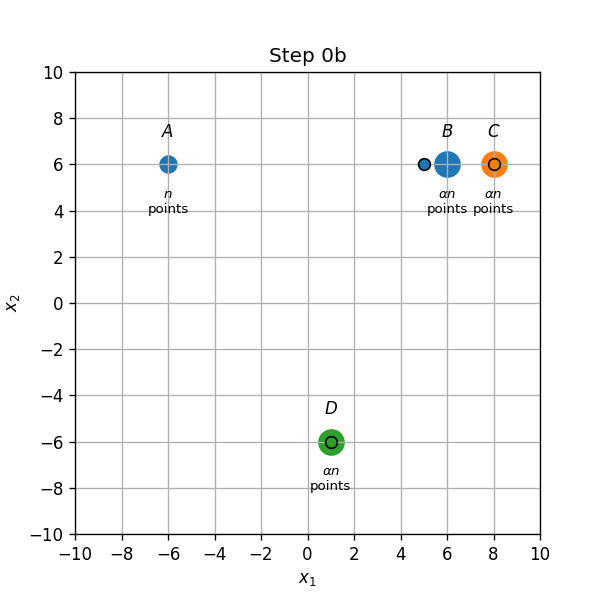 Step 0b
10
8
6
4
2
0
−2
−4
−6
−8
−10
x₂
A
n
points
B
αn
points
C
αn
points
D
αn
points
−10 −8 −6 −4 −2 0 2 4 6 8 10
x₁